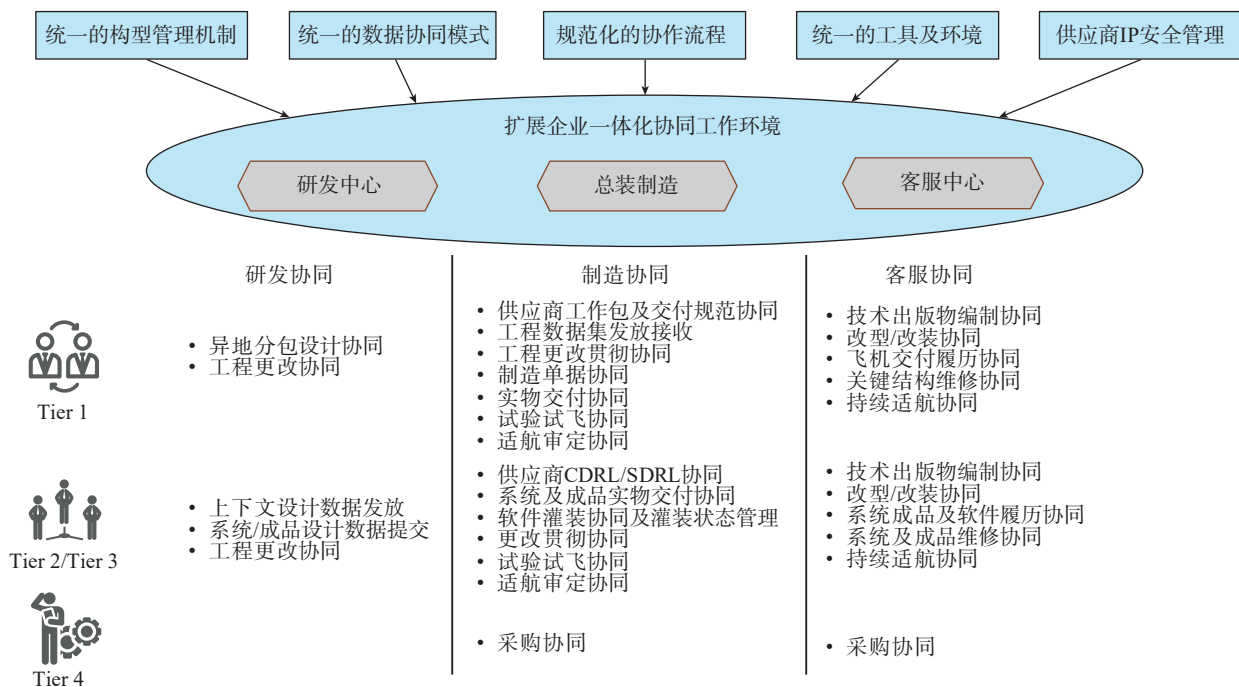 统一的构型管理机制
统一的数据协同模式
规范化的协作流程
统一的工具及环境
供应商IP安全管理
扩展企业一体化协同工作环境
研发中心
总装制造
客服中心
研发协同
制造协同
客服协同
Tier 1
• 异地分包设计协同
• 工程更改协同
• 供应商工作包及交付规范协同
• 工程数据集发放接收
• 工程更改贯彻协同
• 制造单据协同
• 实物交付协同
• 试验试飞协同
• 适航审定协同
• 技术出版物编制协同
• 改型/改装协同
• 飞机交付履历协同
• 关键结构维修协同
• 持续适航协同
Tier 2/Tier 3
• 上下文设计数据发放
• 系统/成品设计数据提交
• 工程更改协同
• 供应商CDRL/SDRL协同
• 系统及成品实物交付协同
• 软件灌装协同及灌装状态管理
• 更改贯彻协同
• 试验试飞协同
• 适航审定协同
• 技术出版物编制协同
• 改型/改装协同
• 系统成品及软件履历协同
• 系统及成品维修协同
• 持续适航协同
Tier 4
• 采购协同
• 采购协同